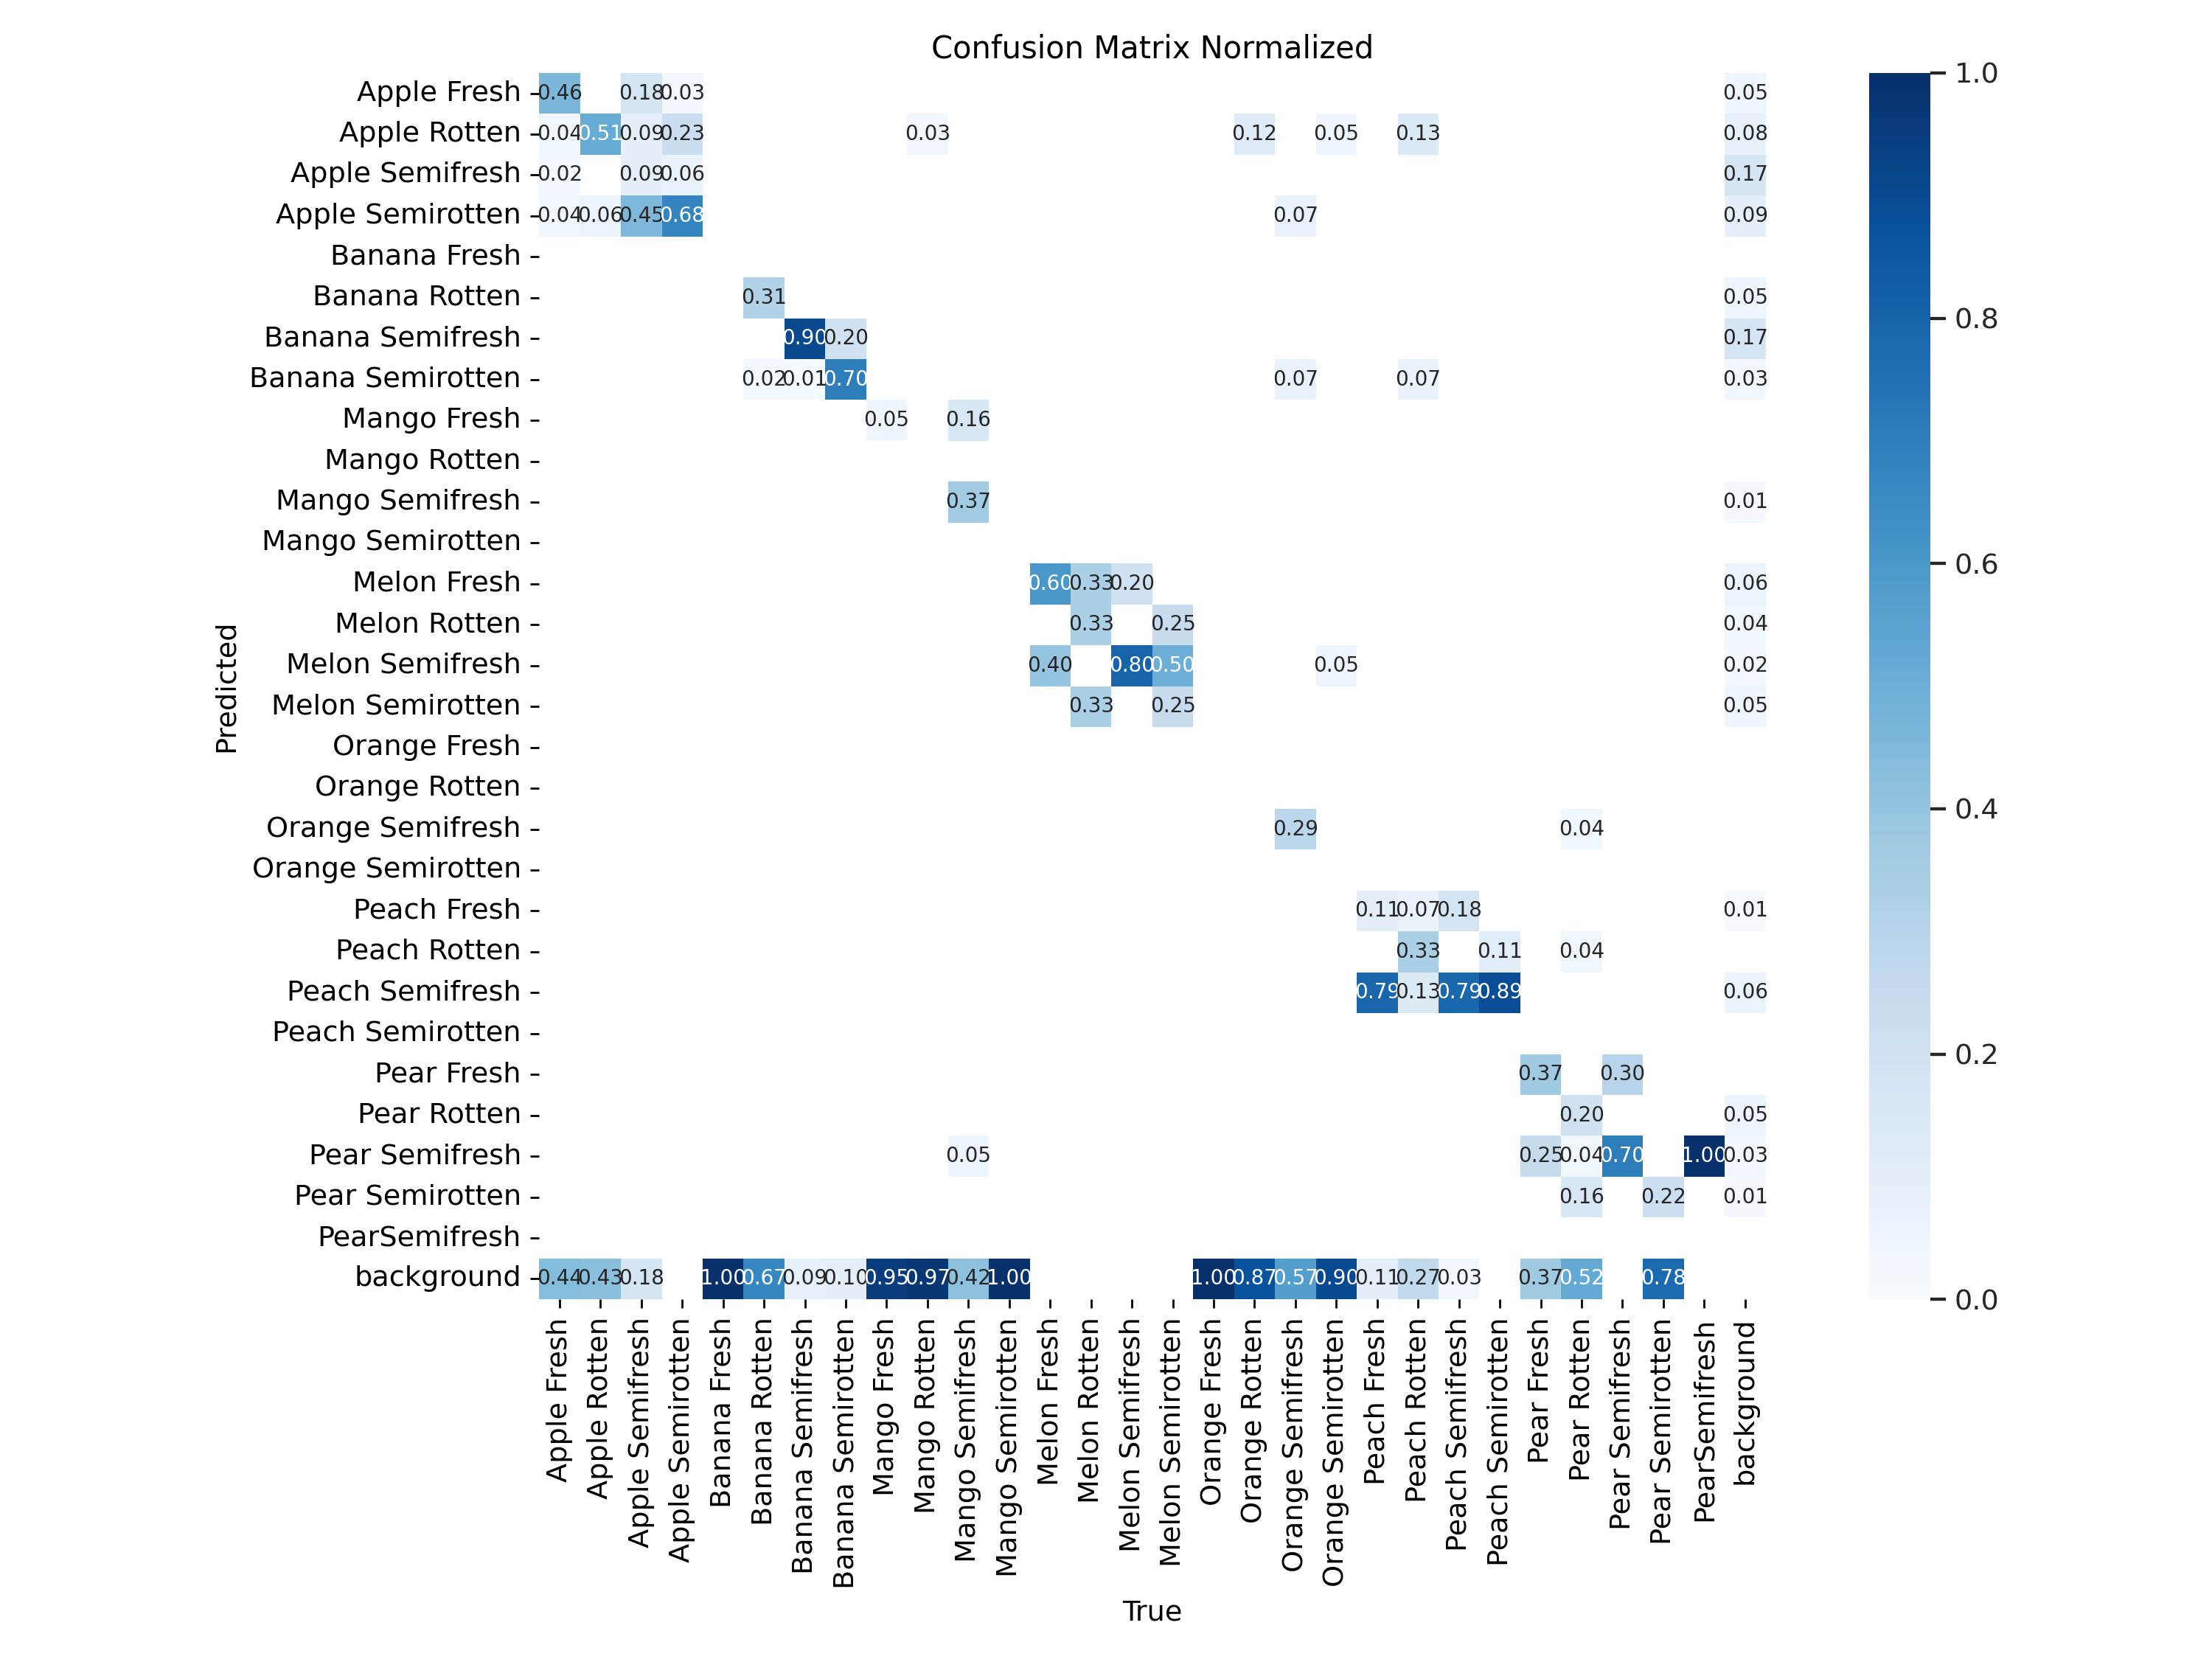 Confusion Matrix Normalized
Apple Fresh 0.46 0.18 0.03 0.05
Apple Rotten 0.04 0.51 0.09 0.23 0.03 0.12 0.05 0.13 0.08
Apple Semifresh 0.02 0.09 0.06 0.17
Apple Semirotten 0.04 0.06 0.45 0.68 0.07 0.09
Banana Fresh
Banana Rotten 0.31 0.05
Banana Semifresh 0.90 0.20 0.17
Banana Semirotten 0.02 0.01 0.70 0.07 0.07 0.03
Mango Fresh 0.05 0.16
Mango Rotten
Mango Semifresh 0.37 0.01
Mango Semirotten
Melon Fresh 0.60 0.33 0.20 0.06
Melon Rotten 0.33 0.25 0.04
Melon Semifresh 0.40 0.80 0.50 0.05 0.02
Melon Semirotten 0.33 0.25 0.05
Orange Fresh
Orange Rotten
Orange Semifresh 0.29 0.04
Orange Semirotten
Peach Fresh 0.11 0.07 0.18 0.01
Peach Rotten 0.33 0.11 0.04
Peach Semifresh 0.79 0.13 0.79 0.89 0.06
Peach Semirotten
Pear Fresh 0.37 0.30
Pear Rotten 0.20 0.05
Pear Semifresh 0.05 0.25 0.04 0.70 1.00 0.03
Pear Semirotten 0.16 0.22 0.01
PearSemifresh
background 0.44 0.43 0.18 1.00 0.67 0.09 0.10 0.95 0.97 0.42 1.00 1.00 0.87 0.57 0.90 0.11 0.27 0.03 0.37 0.52 0.78
Predicted
Apple Fresh
Apple Rotten
Apple Semifresh
Apple Semirotten
Banana Fresh
Banana Rotten
Banana Semifresh
Banana Semirotten
Mango Fresh
Mango Rotten
Mango Semifresh
Mango Semirotten
Melon Fresh
Melon Rotten
Melon Semifresh
Melon Semirotten
Orange Fresh
Orange Rotten
Orange Semifresh
Orange Semirotten
Peach Fresh
Peach Rotten
Peach Semifresh
Peach Semirotten
Pear Fresh
Pear Rotten
Pear Semifresh
Pear Semirotten
PearSemifresh
background
True
1.0
0.8
0.6
0.4
0.2
0.0